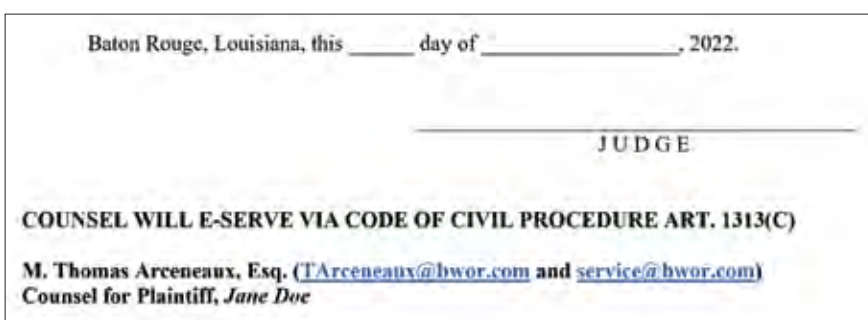 Baton Rouge, Louisiana, this ______ day of __________________, 2022.
JUDGE
COUNSEL WILL E-SERVE VIA CODE OF CIVIL PROCEDURE ART. 1313(C)
M. Thomas Arceneaux, Esq. (TArceneaux@bwor.com and service@bwor.com)
Counsel for Plaintiff, Jane Doe